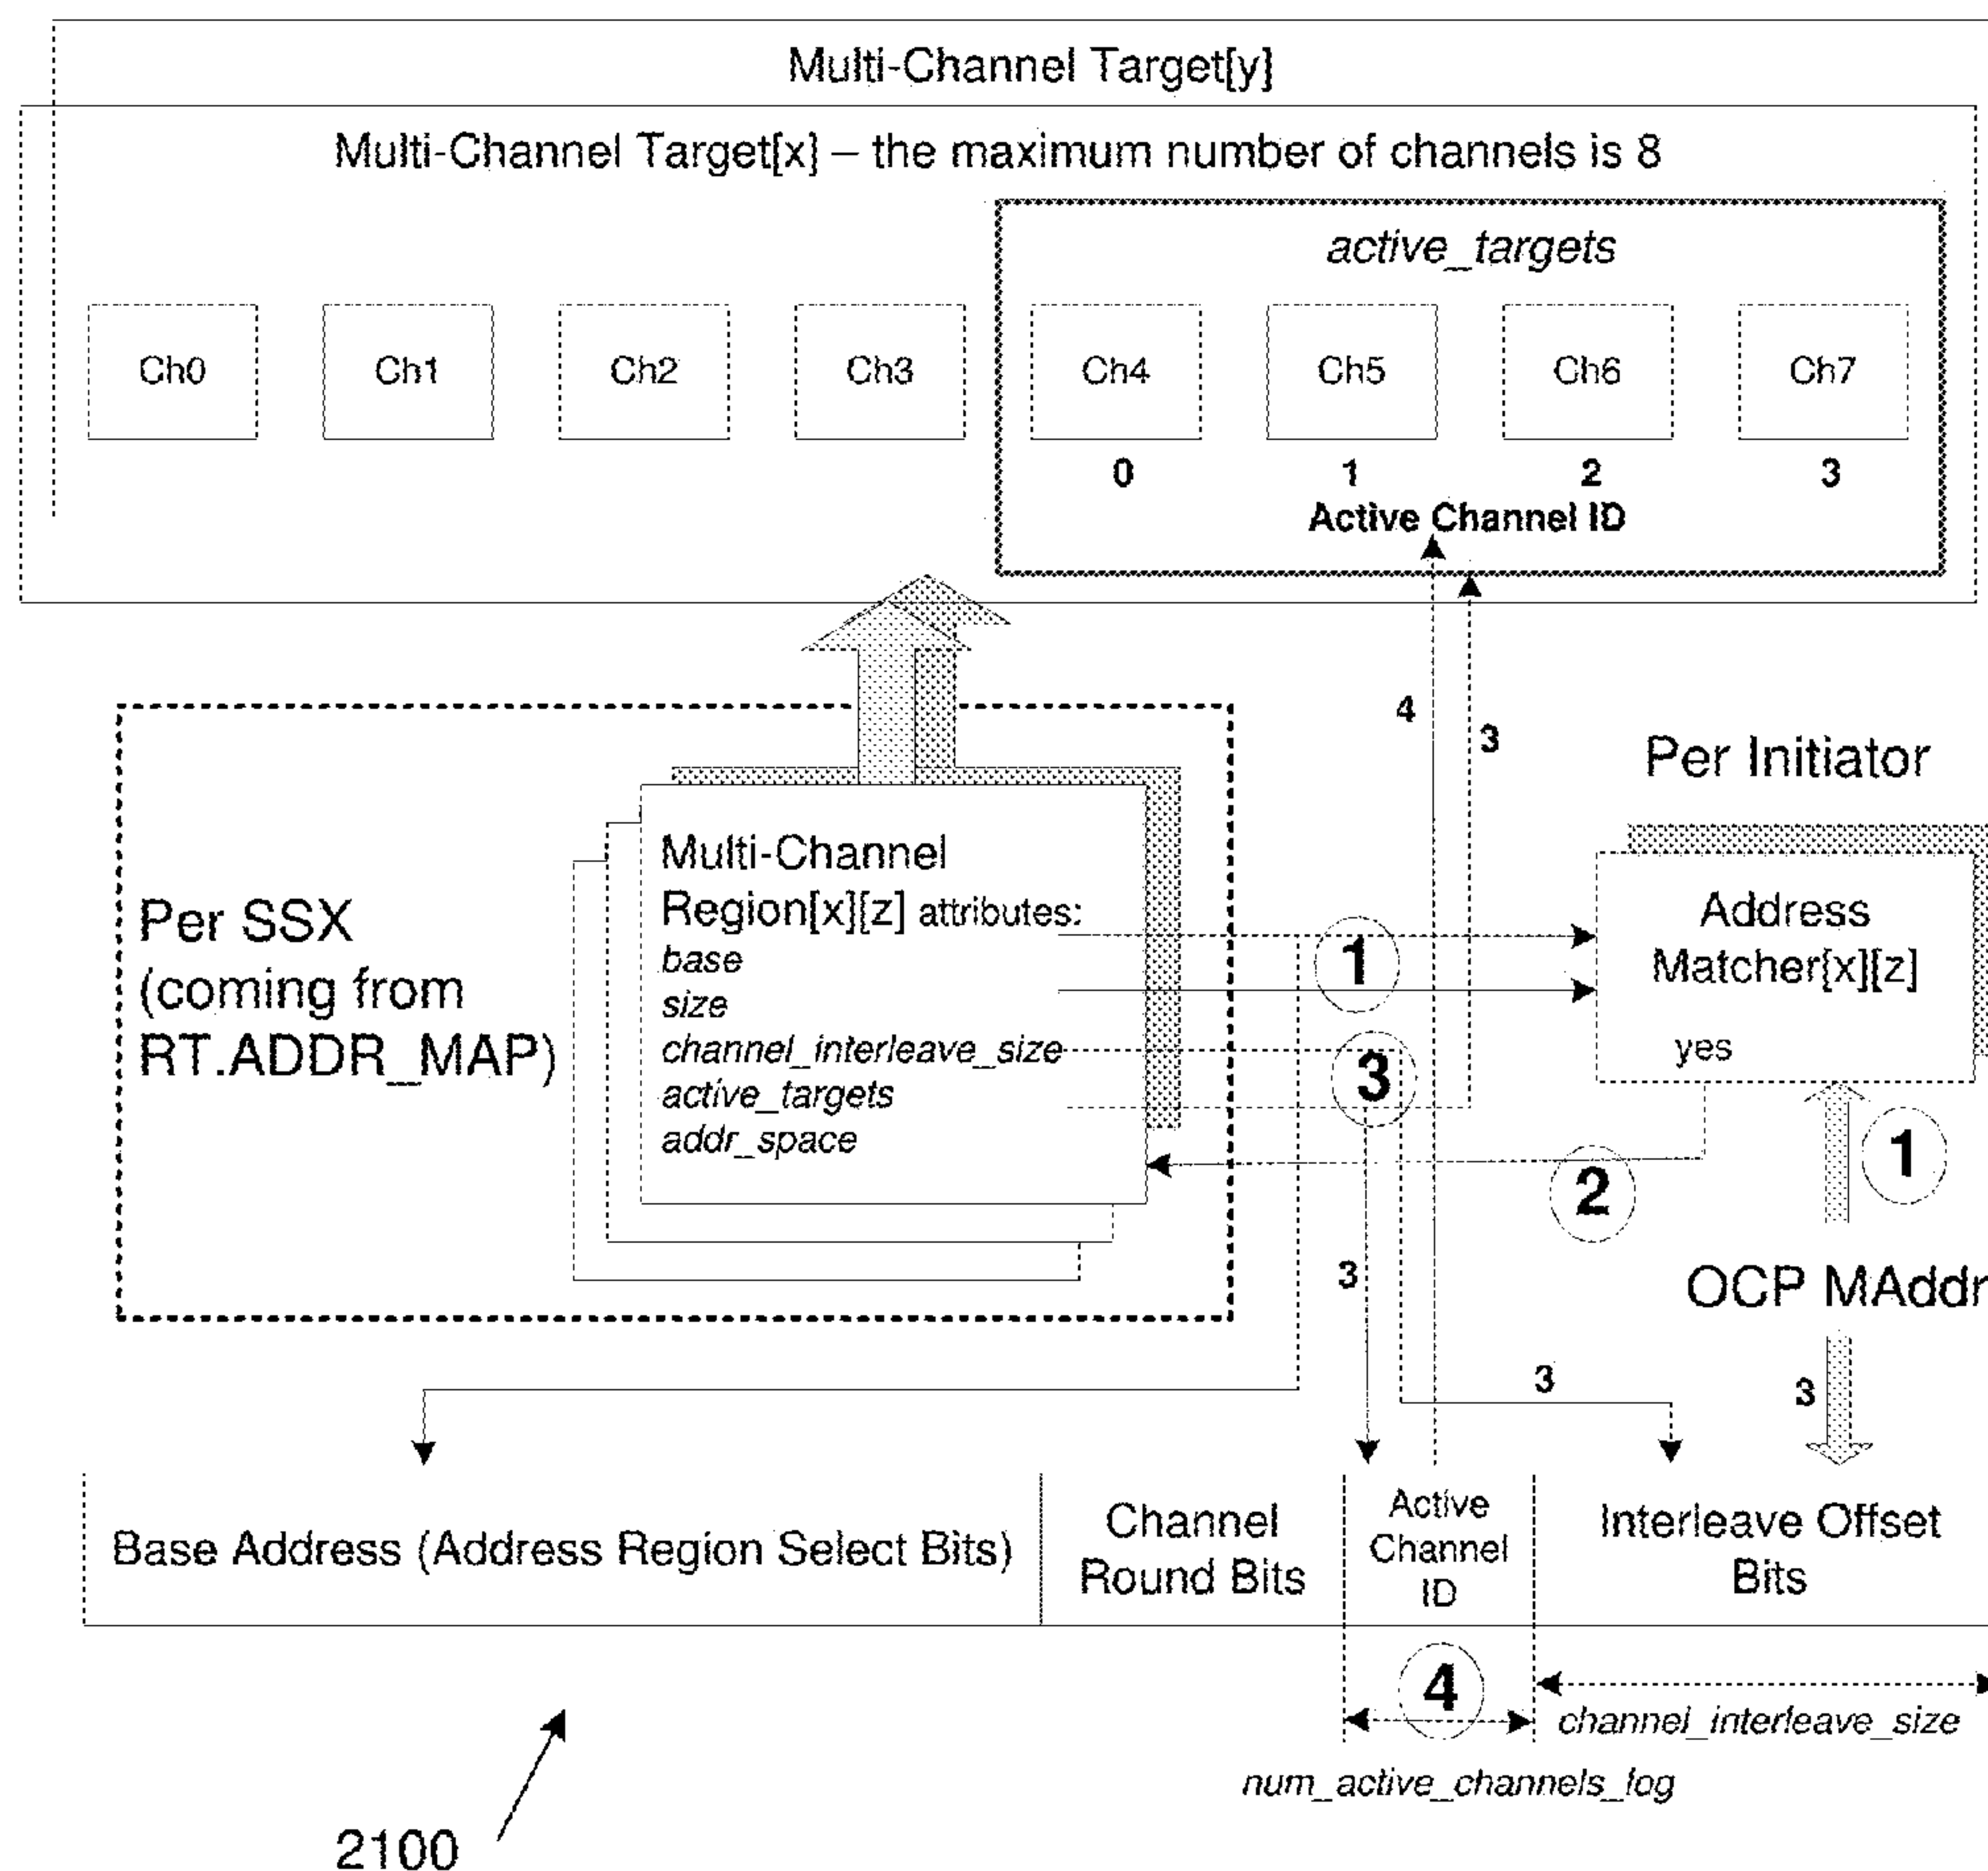 Multi-Channel Target[y]
Multi-Channel Target[x] – the maximum number of channels is 8
active_targets
Ch0 Ch1 Ch2 Ch3 Ch4 Ch5 Ch6 Ch7
0 1 2 3
Active Channel ID
4
3
Per Initiator
Multi-Channel
Region[x][z] attributes:
base
size
channel_interleave_size
active_targets
addr_space
Per SSX
(coming from
RT.ADDR_MAP)
1
3
Address
Matcher[x][z]
yes
1
2
OCP MAddr
3
3
3
Base Address (Address Region Select Bits)
Channel
Round Bits
Active
Channel
ID
Interleave Offset
Bits
4
channel_interleave_size
num_active_channels_log
2100